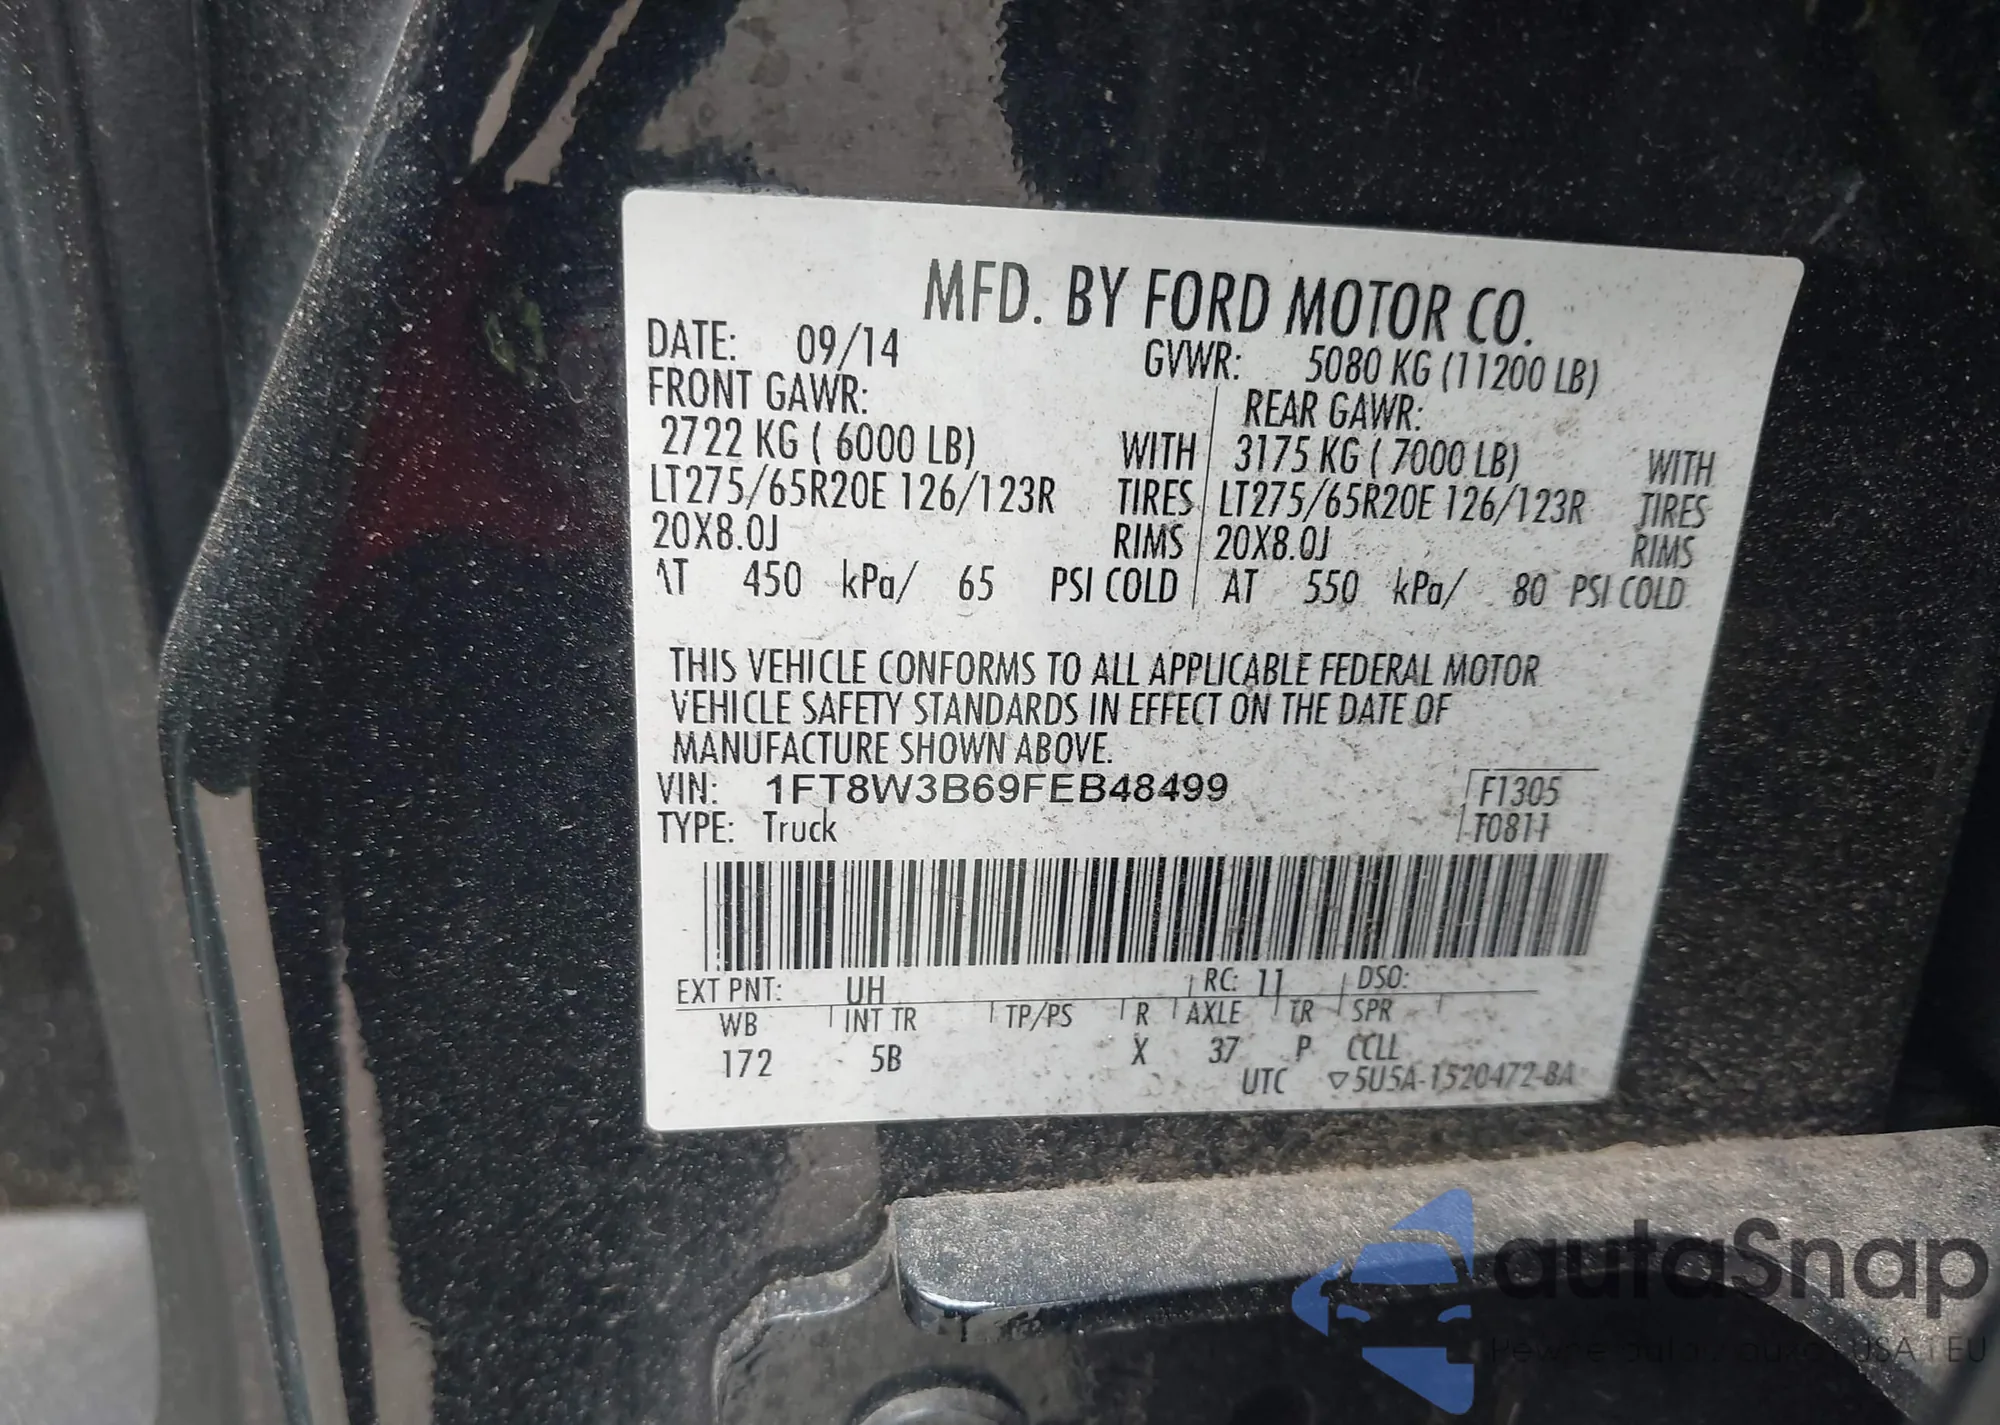 MFD. BY FORD MOTOR CO.
DATE: 09/14 GVWR: 5080 KG (11200 LB)
FRONT GAWR: REAR GAWR:
2722 KG ( 6000 LB) WITH 3175 KG ( 7000 LB) WITH
LT275/65R20E 126/123R TIRES LT275/65R20E 126/123R TIRES
20X8.0J RIMS 20X8.0J RIMS
AT 450 kPa/ 65 PSI COLD AT 550 kPa/ 80 PSI COLD
THIS VEHICLE CONFORMS TO ALL APPLICABLE FEDERAL MOTOR
VEHICLE SAFETY STANDARDS IN EFFECT ON THE DATE OF
MANUFACTURE SHOWN ABOVE.
VIN: 1FT8W3B69FEB48499 F1305
TYPE: Truck T0811
EXT PNT: UH RC: 11 DSO:
WB INT TR TP/PS R AXLE TR SPR
172 5B X 37 P CCLL
UTC ▽5U5A-1520472-BA
autaSnap
USA i EU